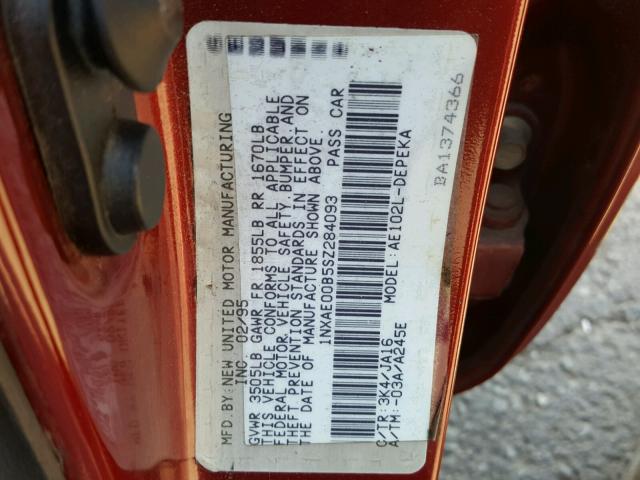 MFD.BY:NEW UNITED MOTOR MANUFACTURING
INC 02/95
GVWR 3505LB GAWR FR 1855LB RR 1670LB
THIS VEHICLE CONFORMS TO ALL APPLICABLE
FEDERAL MOTOR VEHICLE SAFETY,BUMPER,AND
THEFT PREVENTION STANDARDS IN EFFECT ON
THE DATE OF MANUFACTURE SHOWN ABOVE.
1NXAE00B5SZ284093 PASS CAR
MODEL:AE102L-DEPEKA
C/TR:3K4/JA16
A/TM:-03A/A245E
BA1374366